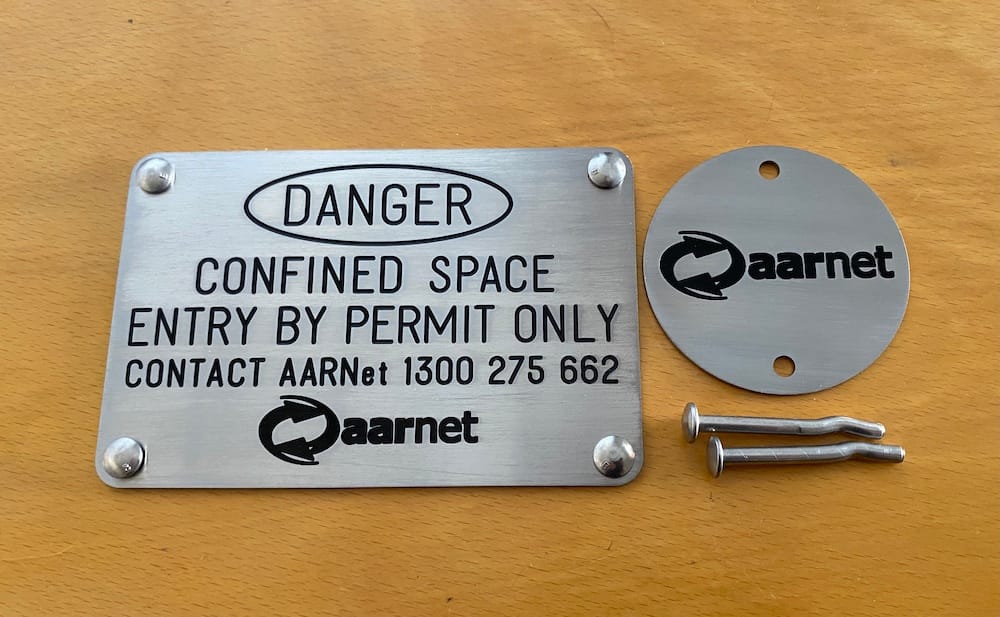 DANGER
CONFINED SPACE
ENTRY BY PERMIT ONLY
CONTACT AARNet 1300 275 662
aarnet
aarnet